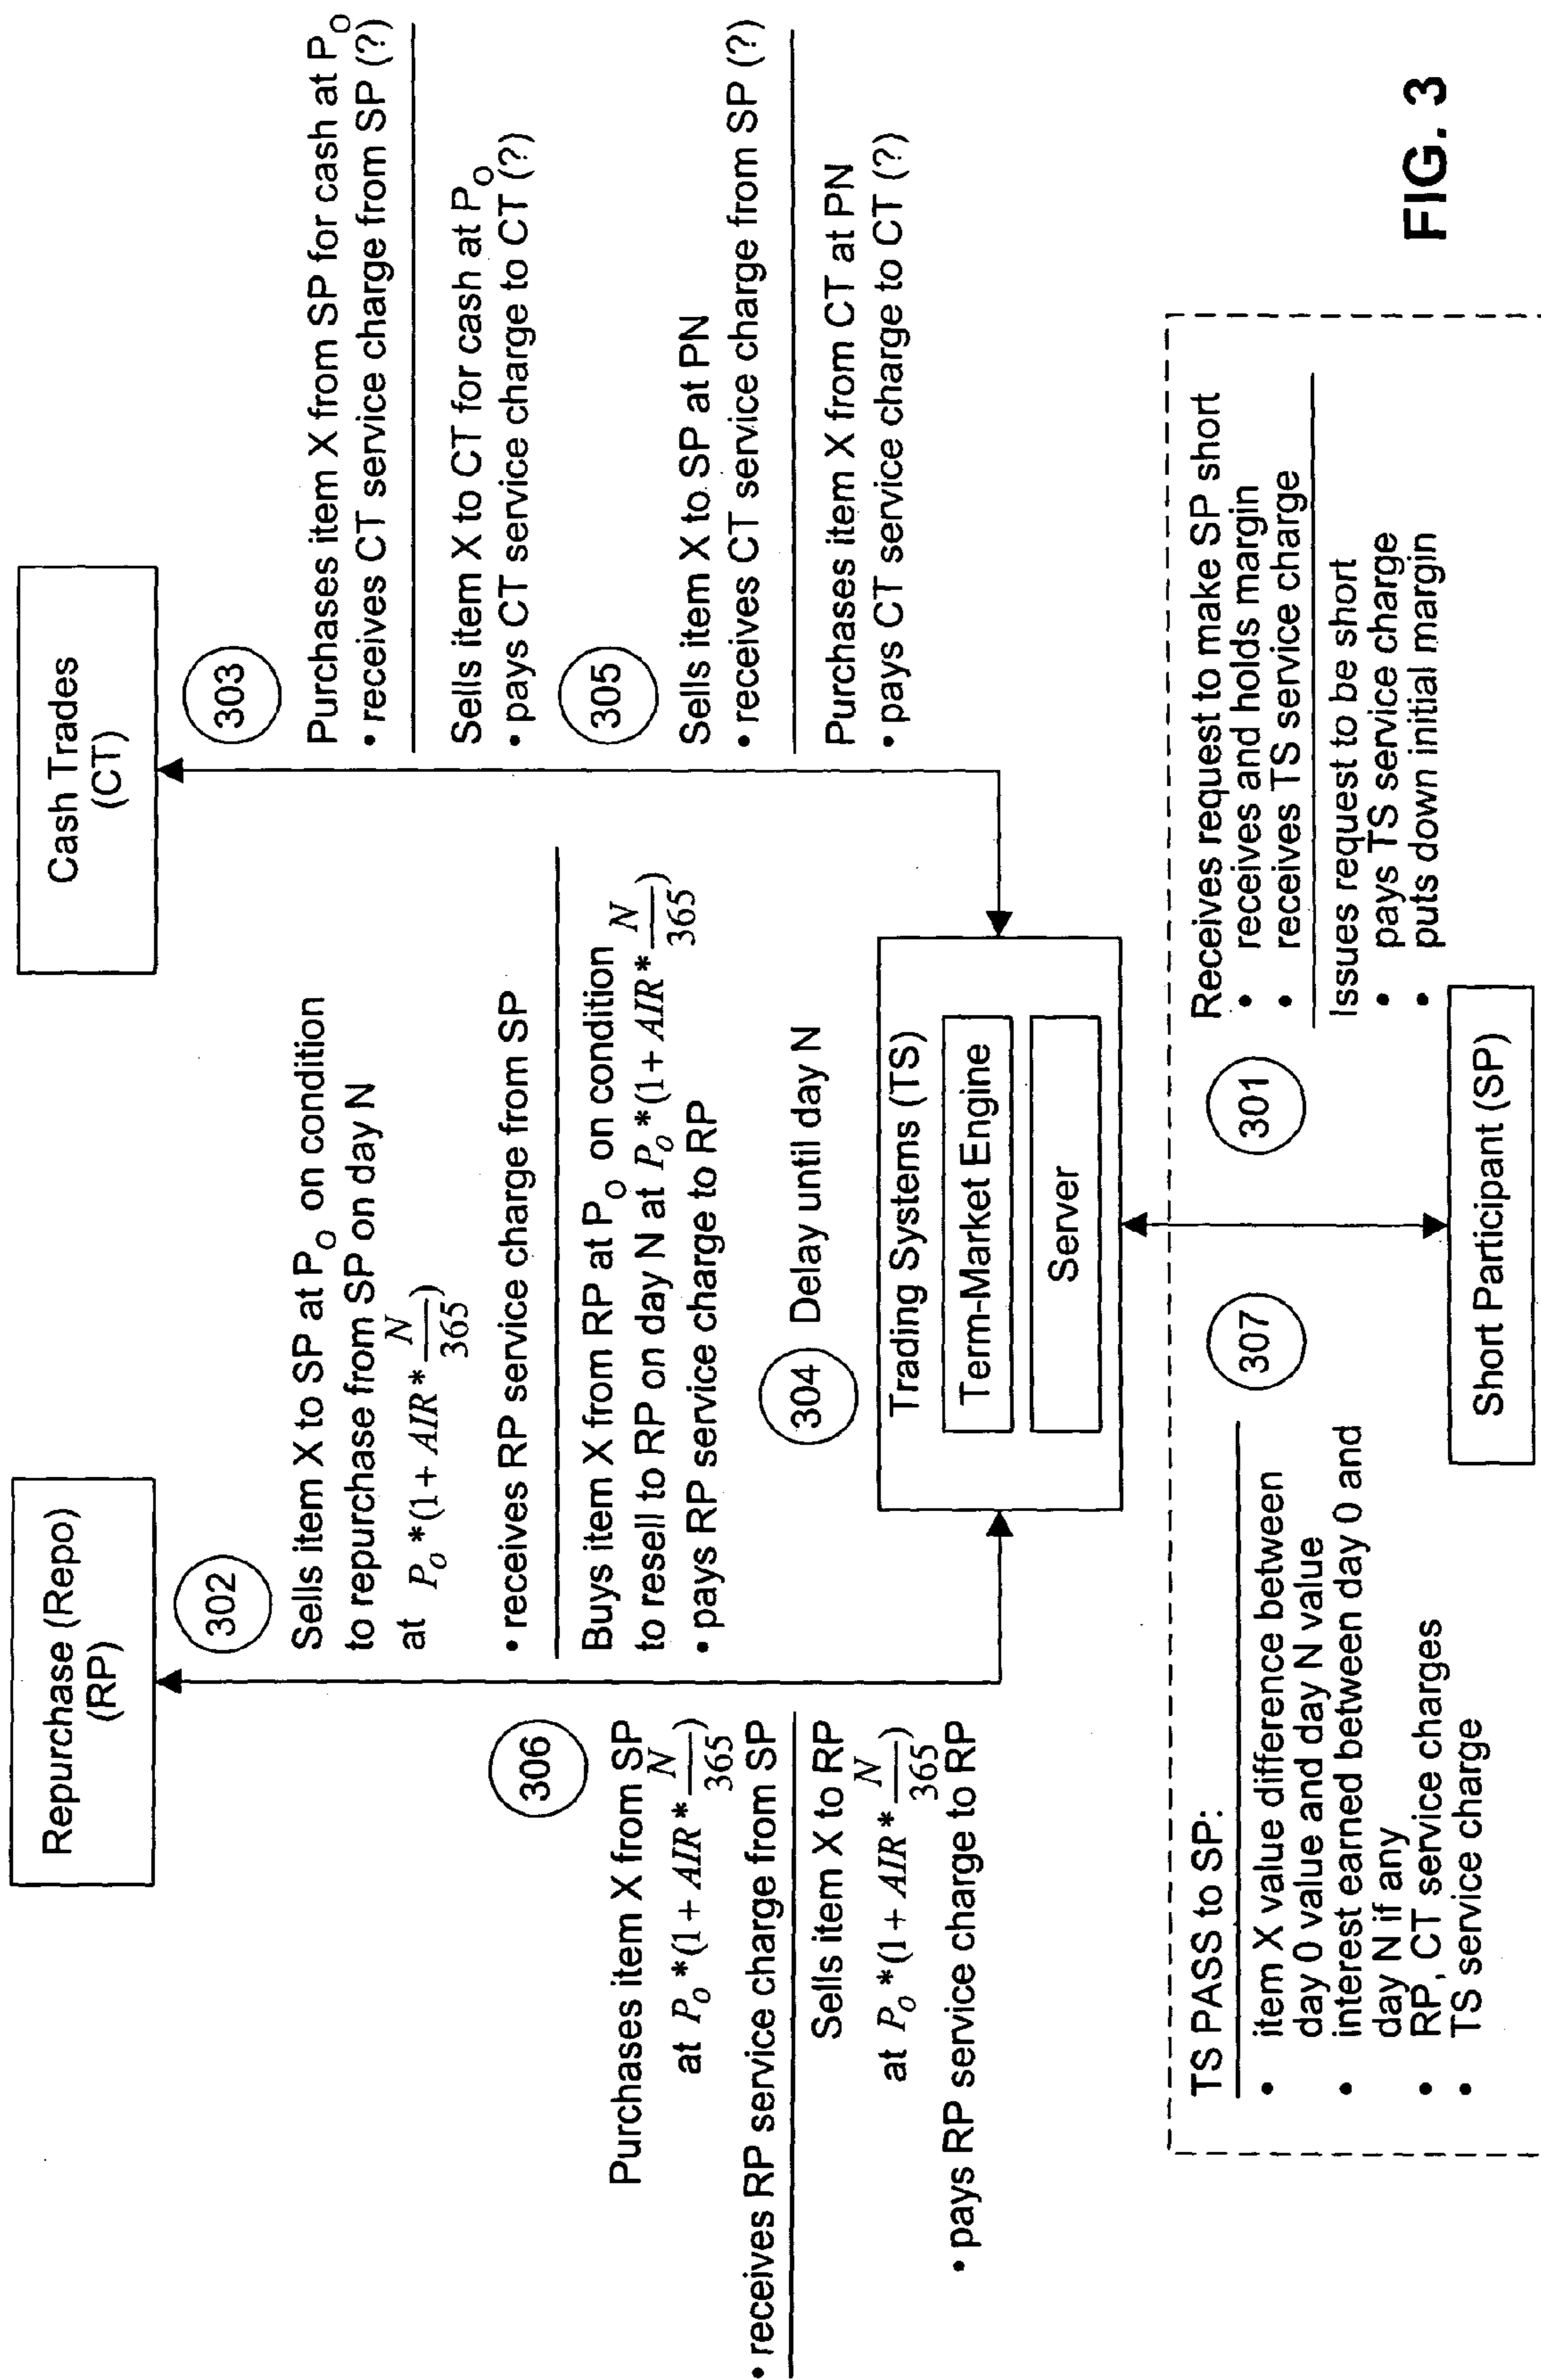 Repurchase (Repo)
(RP)
Cash Trades
(CT)
302
Sells item X to SP at P_O on condition
to repurchase from SP on day N
at P_o *(1+ AIR * N/365)
• receives RP service charge from SP
Buys item X from RP at P_O on condition
to resell to RP on day N at P_o *(1+ AIR * N/365)
• pays RP service charge to RP
303
Purchases item X from SP for cash at P_O
• receives CT service charge from SP (?)
Sells item X to CT for cash at P_O
• pays CT service charge to CT (?)
305
Sells item X to SP at PN
• receives CT service charge from SP (?)
Purchases item X from CT at PN
• pays CT service charge to CT (?)
306
Purchases item X from SP
at P_o *(1+ AIR * N/365)
• receives RP service charge from SP
Sells item X to RP
at P_o *(1+ AIR * N/365)
• pays RP service charge to RP
304 Delay until day N
Trading Systems (TS)
Term-Market Engine
Server
TS PASS to SP:
• item X value difference between
day 0 value and day N value
• interest earned between day 0 and
day N if any
• RP, CT service charges
• TS service charge
307
301
Receives request to make SP short
• receives and holds margin
• receives TS service charge
Issues request to be short
• pays TS service charge
• puts down initial margin
Short Participant (SP)
FIG. 3